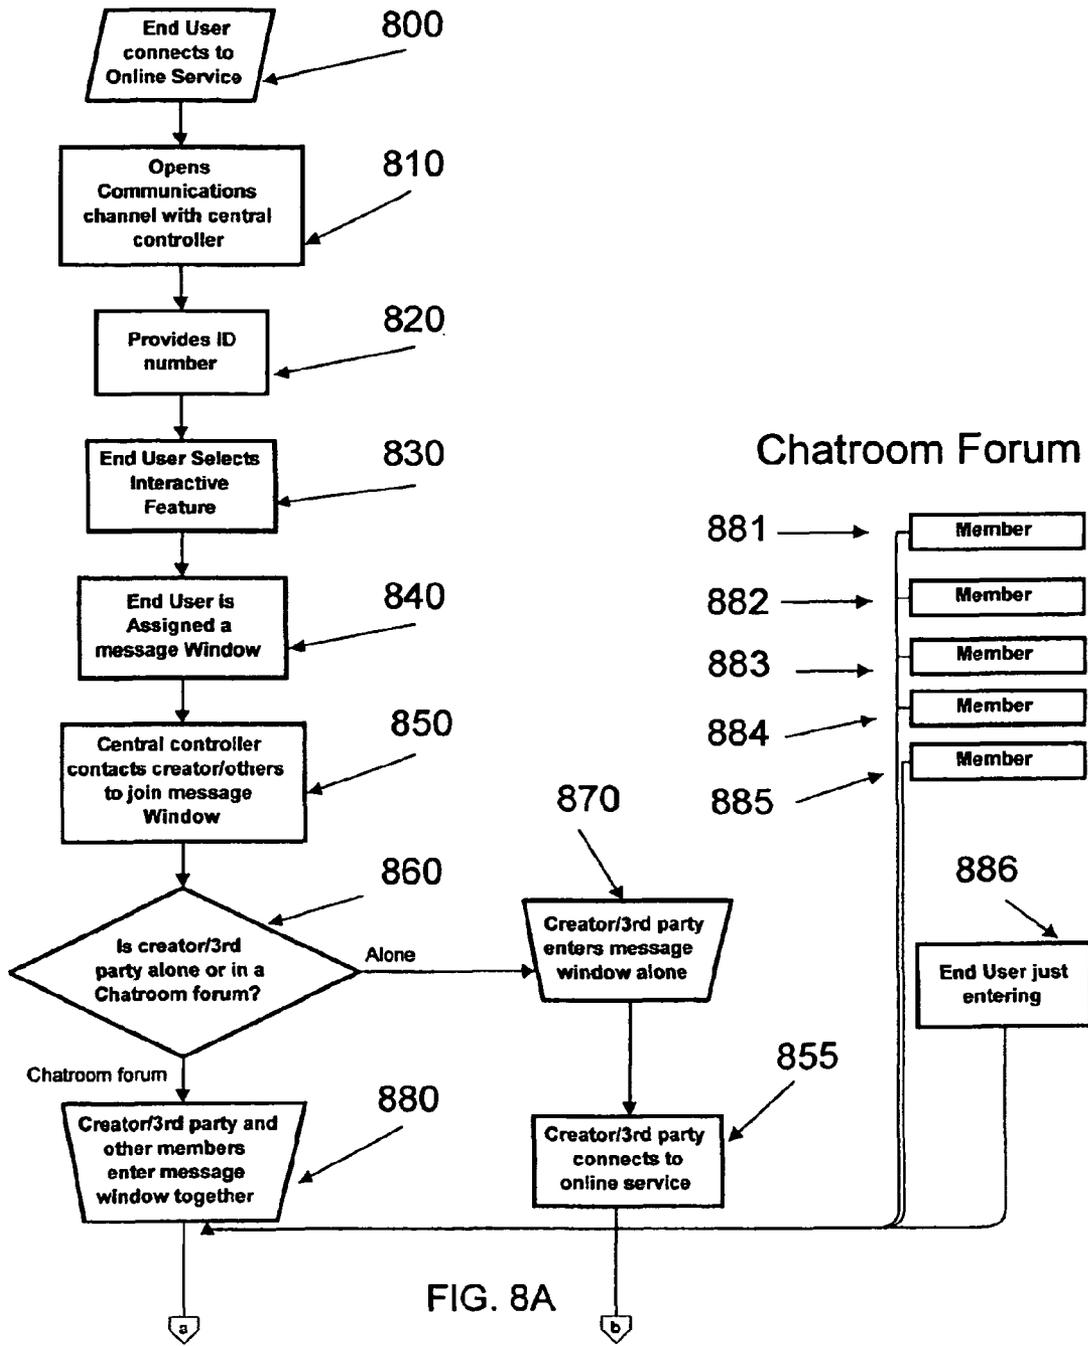 End User
connects to
Online Service
800
Opens
Communications
channel with central
controller
810
Provides ID
number
820
End User Selects
Interactive
Feature
830
End User is
Assigned a
message Window
840
Central controller
contacts creator/others
to join message
Window
850
Is creator/3rd
party alone or in a
Chatroom forum?
860
Alone
Chatroom forum
Creator/3rd party
enters message
window alone
870
Creator/3rd party
connects to
online service
855
Creator/3rd party and
other members
enter message
window together
880
Chatroom Forum
881
Member
882
Member
883
Member
884
Member
885
Member
886
End User just
entering
FIG. 8A
a
b